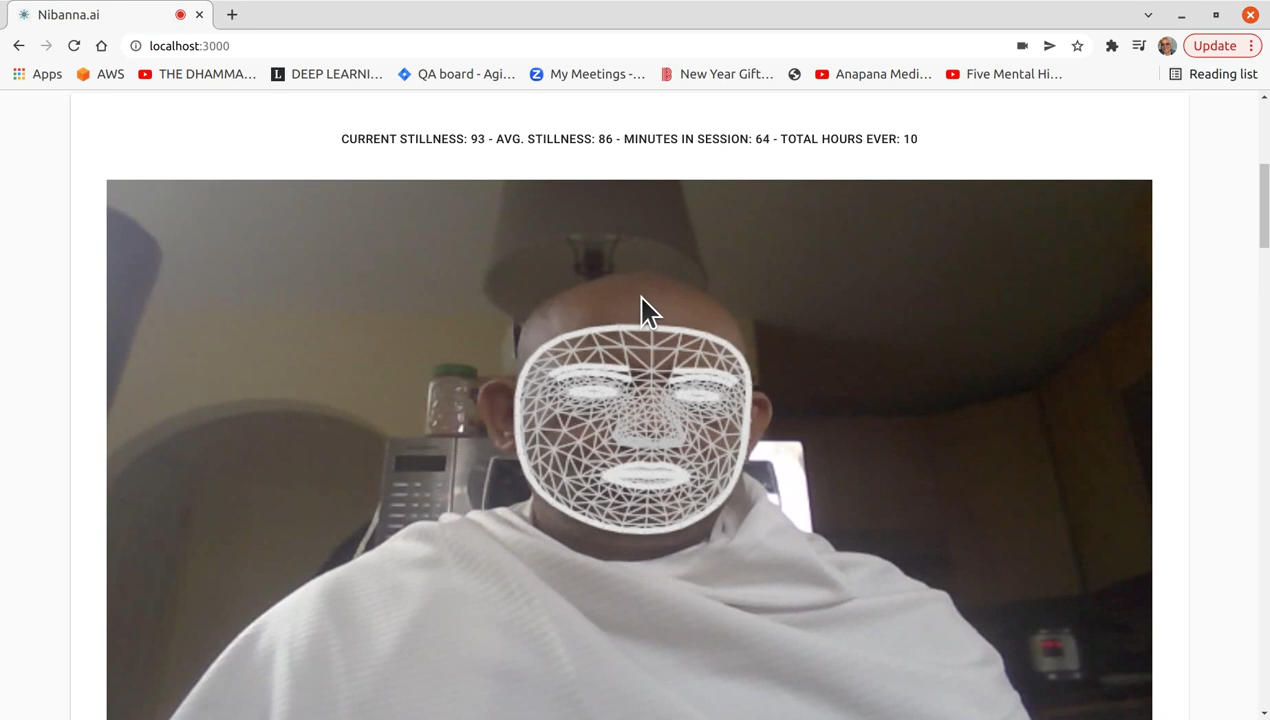 Nibanna.ai
localhost:3000
Update
Apps AWS THE DHAMMA... DEEP LEARNI... QA board - Agi... My Meetings -... New Year Gift... Anapana Medi... Five Mental Hi... Reading list
CURRENT STILLNESS: 93 - AVG. STILLNESS: 86 - MINUTES IN SESSION: 64 - TOTAL HOURS EVER: 10